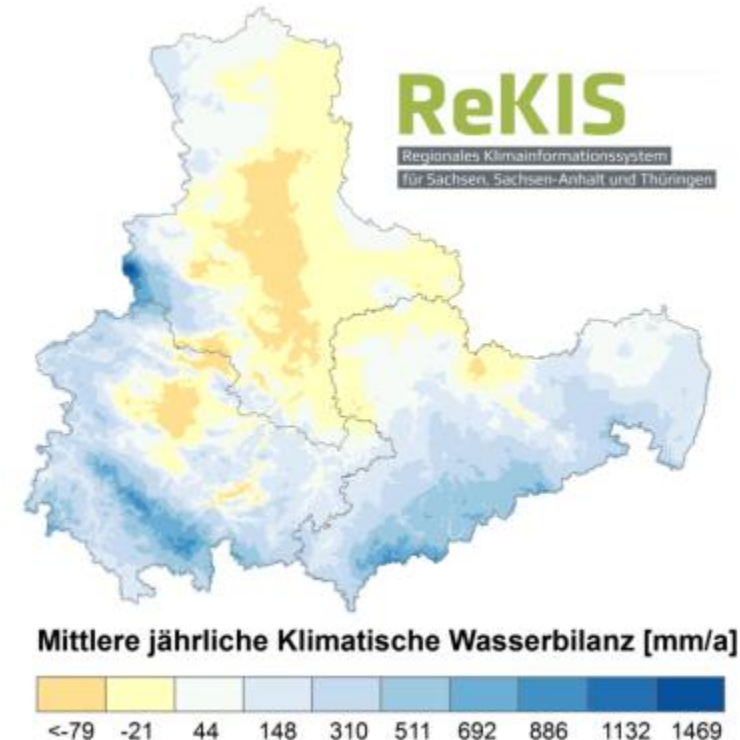 ReKIS
Regionales Klimainformationssystem
für Sachsen, Sachsen-Anhalt und Thüringen
Mittlere jährliche Klimatische Wasserbilanz [mm/a]
<-79 -21 44 148 310 511 692 886 1132 1469